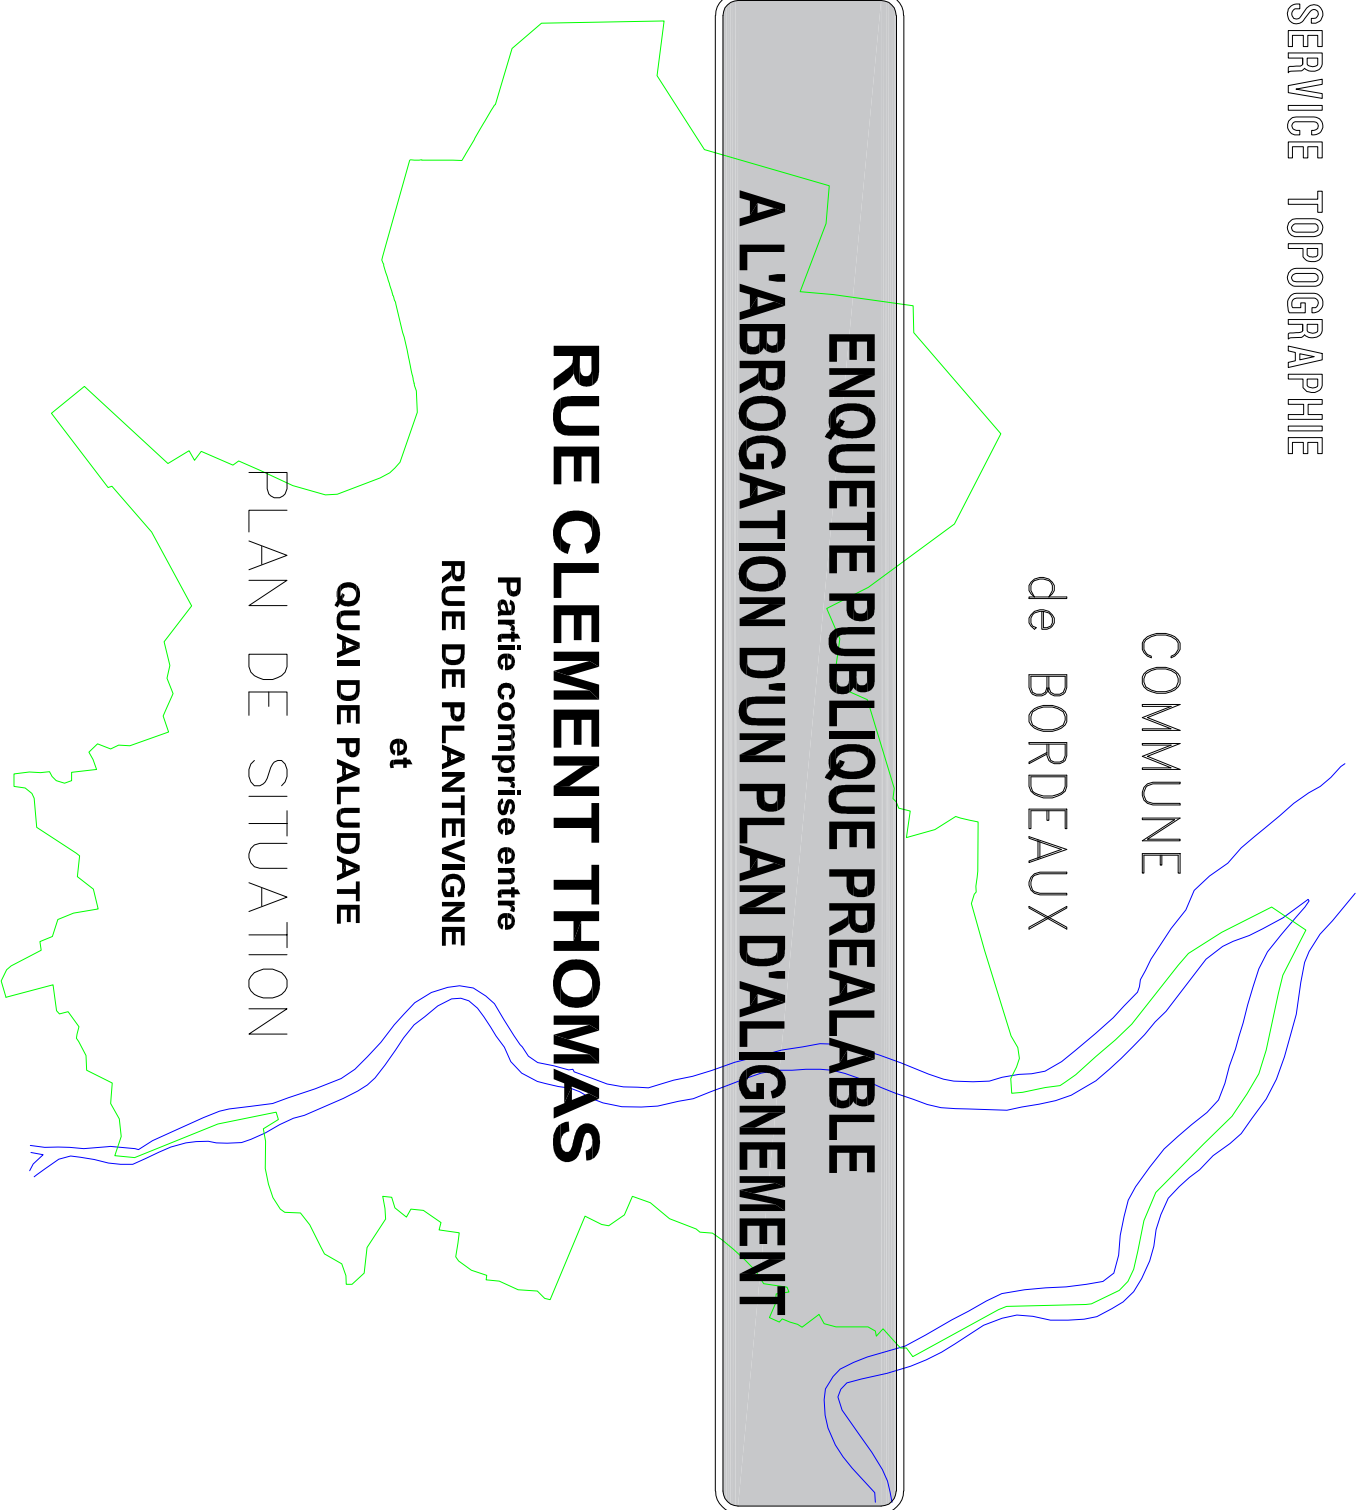 SERVICE TOPOGRAPHIE
COMMUNE
de BORDEAUX
ENQUETE PUBLIQUE PREALABLE
A L'ABROGATION D'UN PLAN D'ALIGNEMENT
RUE CLEMENT THOMAS
Partie comprise entre
RUE DE PLANTEVIGNE
et
QUAI DE PALUDATE
PLAN DE SITUATION